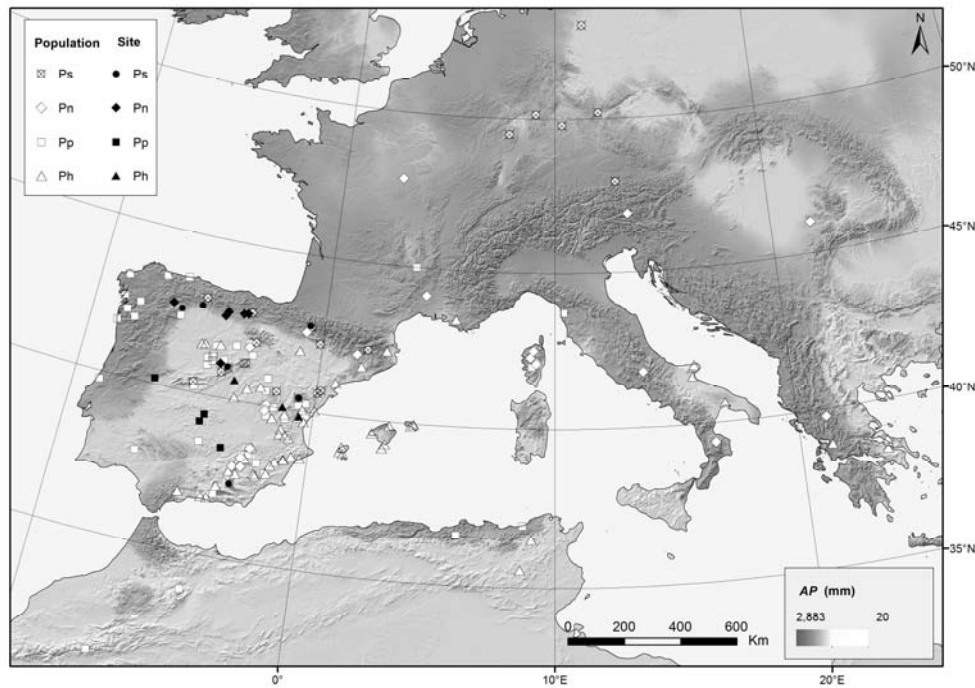 Population Site
Ps Ps
Pn Pn
Pp Pp
Ph Ph
N
50°N
45°N
40°N
35°N
AP (mm)
2,883 20
0 200 400 600
Km
0° 10°E 20°E